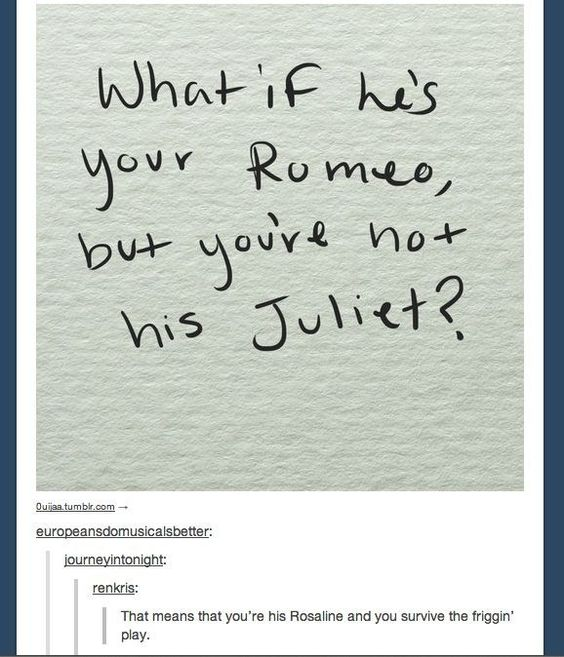 What if he's
your Romeo,
but you're not
his Juliet?
0uijaa.tumblr.com →
europeansdomusicalsbetter:
journeyintonight:
renkris:
That means that you're his Rosaline and you survive the friggin'
play.